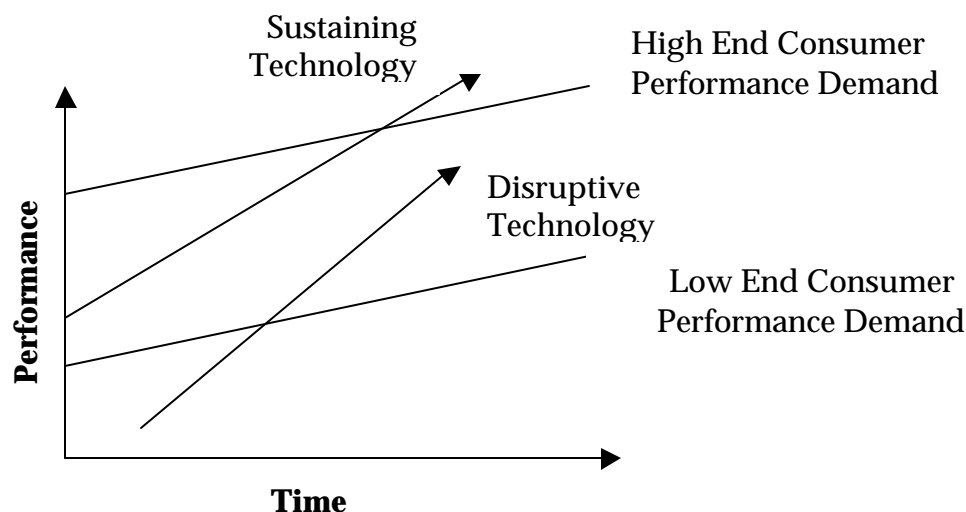 Sustaining
Technology
High End Consumer
Performance Demand
Disruptive
Technology
Low End Consumer
Performance Demand
Performance
Time